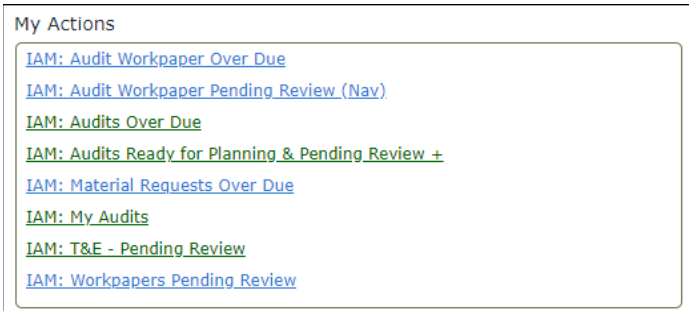 My Actions
IAM: Audit Workpaper Over Due
IAM: Audit Workpaper Pending Review (Nav)
IAM: Audits Over Due
IAM: Audits Ready for Planning & Pending Review +
IAM: Material Requests Over Due
IAM: My Audits
IAM: T&E - Pending Review
IAM: Workpapers Pending Review